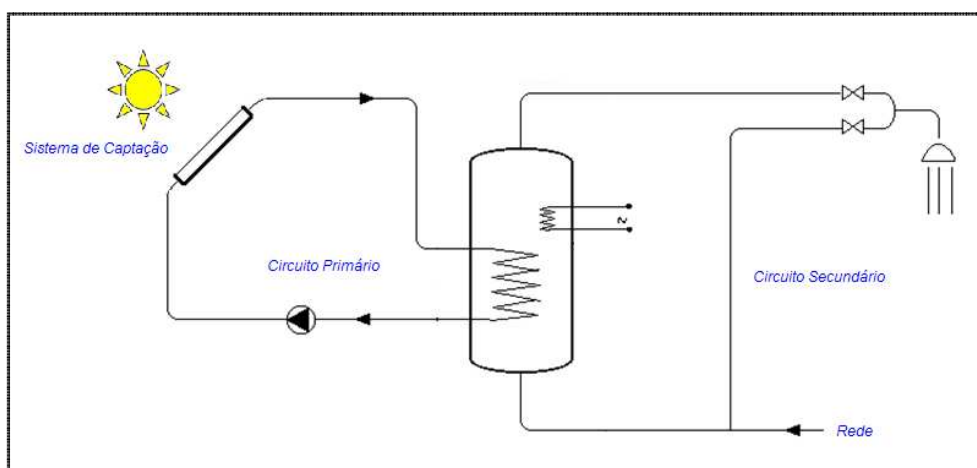 Sistema de Captação
Circuito Primário
Circuito Secundário
Rede